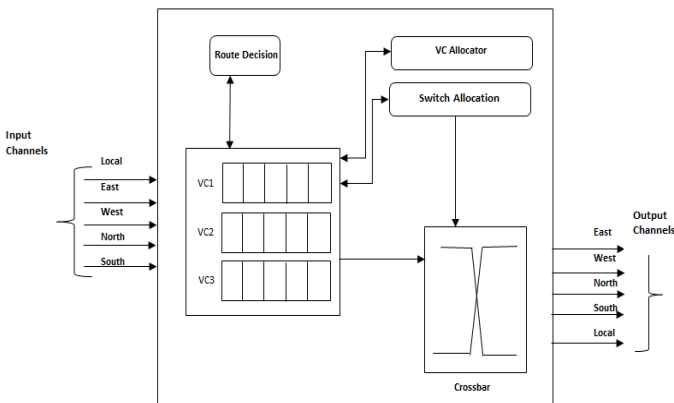 Route Decision
VC Allocator
Switch Allocation
Input
Channels
Local
East
West
North
South
VC1
VC2
VC3
Crossbar
East
West
North
South
Local
Output
Channels